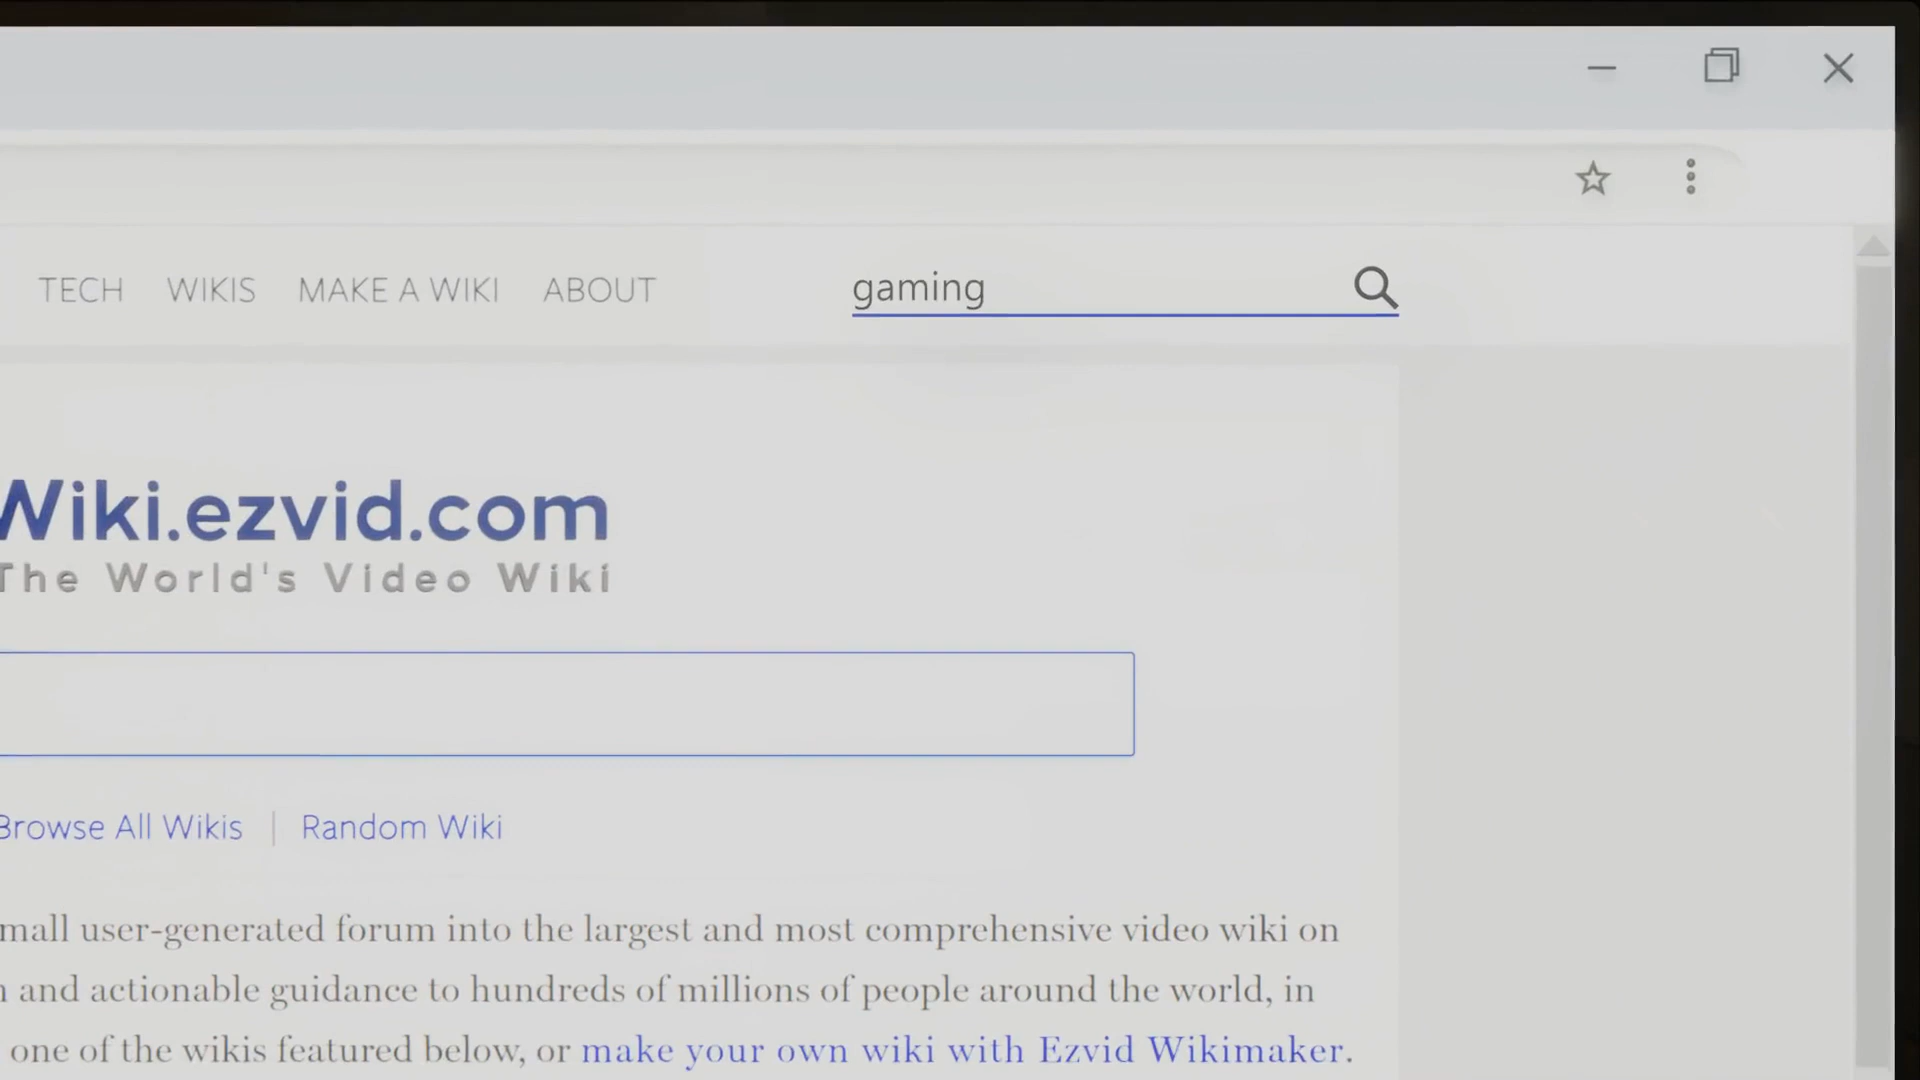 TECH WIKIS MAKE A WIKI ABOUT gaming
Wiki.ezvid.com
The World's Video Wiki
Browse All Wikis | Random Wiki
mall user-generated forum into the largest and most comprehensive video wiki on
and actionable guidance to hundreds of millions of people around the world, in
one of the wikis featured below, or make your own wiki with Ezvid Wikimaker.